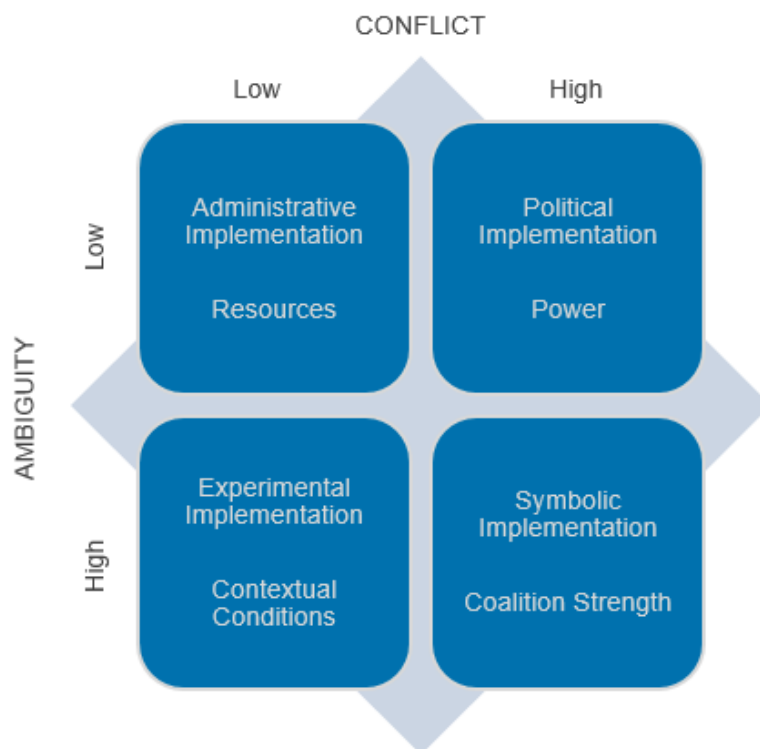 CONFLICT
Low
High
Low
Administrative
Implementation
Resources
Political
Implementation
Power
AMBIGUITY
High
Experimental
Implementation
Contextual
Conditions
Symbolic
Implementation
Coalition Strength